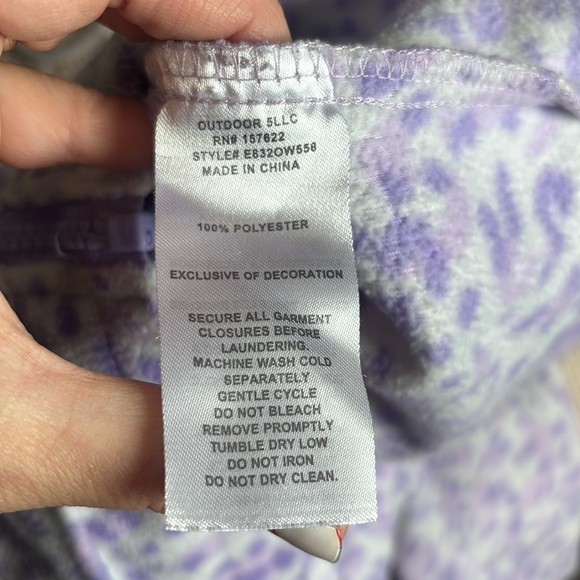 OUTDOOR 5LLC
RN# 157622
STYLE# E832OW558
MADE IN CHINA
100% POLYESTER
EXCLUSIVE OF DECORATION
SECURE ALL GARMENT
CLOSURES BEFORE
LAUNDERING.
MACHINE WASH COLD
SEPARATELY
GENTLE CYCLE
DO NOT BLEACH
REMOVE PROMPTLY
TUMBLE DRY LOW
DO NOT IRON
DO NOT DRY CLEAN.